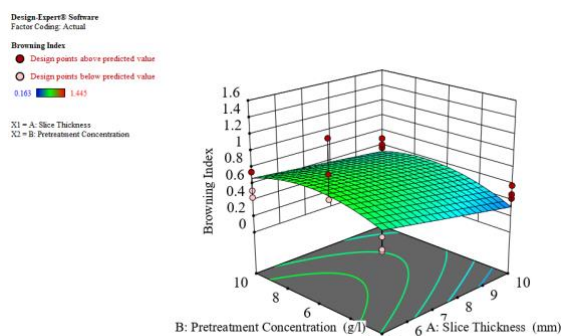 Design-Expert® Software
Factor Coding: Actual
Browning Index
Design points above predicted value
Design points below predicted value
0.163 1.445
X1 = A: Slice Thickness
X2 = B: Pretreatment Concentration
1.6
1.4
1.2
1
0.8
0.6
0.4
0.2
0
Browning Index
10
8
6
10
9
8
7
6
B: Pretreatment Concentration (g/l)
A: Slice Thickness (mm)